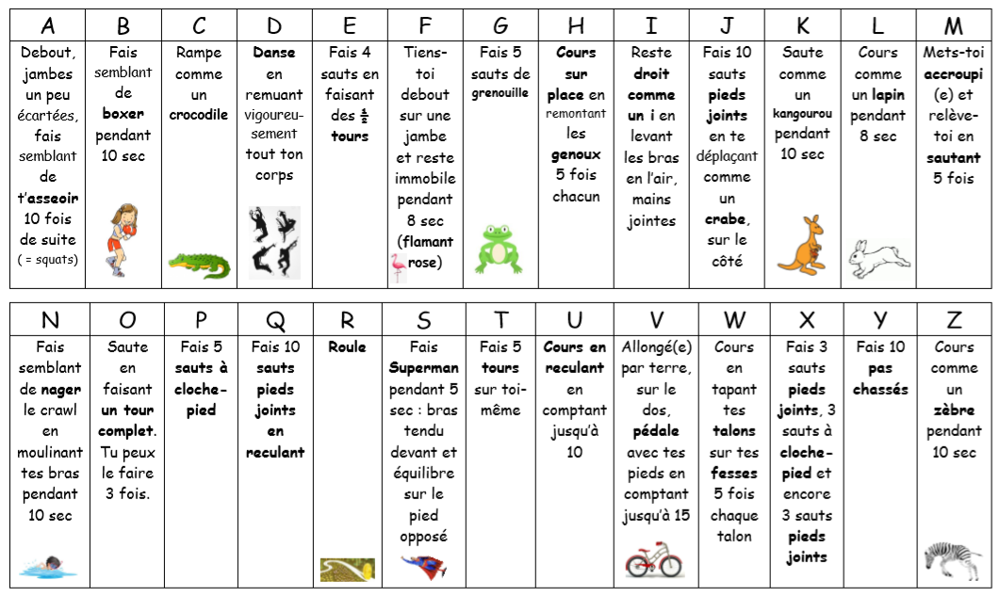 A B C D E F G H I J K L M
Debout,
jambes
un peu
écartées,
fais
semblant
de
t'asseoir
10 fois
de suite
( = squats)
Fais
semblant
de
boxer
pendant
10 sec
Rampe
comme
un
crocodile
Danse
en
remuant
vigoureu-
sement
tout ton
corps
Fais 4
sauts en
faisant
des ½
tours
Tiens-
toi
debout
sur une
jambe
et reste
immobile
pendant
8 sec
(flamant
rose)
Fais 5
sauts de
grenouille
Cours
sur
place en
remontant
les
genoux
5 fois
chacun
Reste
droit
comme
un i en
levant
les bras
en l'air,
mains
jointes
Fais 10
sauts
pieds
joints
en te
déplaçant
comme
un
crabe,
sur le
côté
Saute
comme
un
kangourou
pendant
10 sec
Cours
comme
un lapin
pendant
8 sec
Mets-toi
accroupi
(e) et
relève-
toi en
sautant
5 fois
N O P Q R S T U V W X Y Z
Fais
semblant
de nager
le crawl
en
moulinant
tes bras
pendant
10 sec
Saute
en
faisant
un tour
complet.
Tu peux
le faire
3 fois.
Fais 5
sauts à
cloche-
pied
Fais 10
sauts
pieds
joints
en
reculant
Roule
Fais
Superman
pendant 5
sec : bras
tendu
devant et
équilibre
sur le
pied
opposé
Fais 5
tours
sur toi-
même
Cours en
reculant
en
comptant
jusqu'à
10
Allongé(e)
par terre,
sur le
dos,
pédale
avec tes
pieds en
comptant
jusqu'à 15
Cours
en
tapant
tes
talons
sur tes
fesses
5 fois
chaque
talon
Fais 3
sauts
pieds
joints, 3
sauts à
cloche-
pied et
encore
3 sauts
pieds
joints
Fais 10
pas
chassés
Cours
comme
un
zèbre
pendant
10 sec